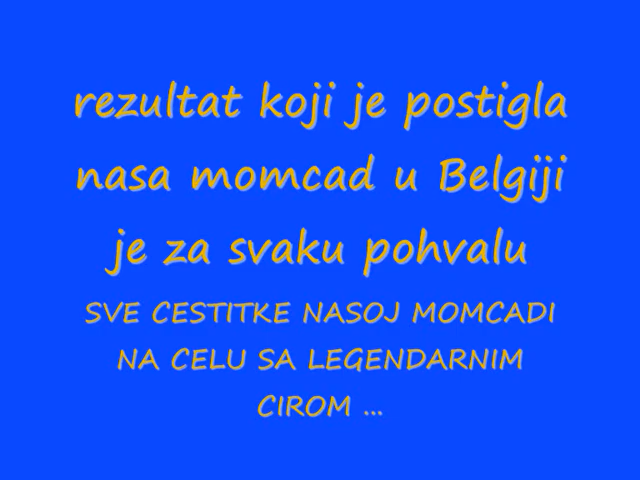 rezultat koji je postigla
nasa momcad u Belgiji
je za svaku pohvalu
SVE CESTITKE NASOJ MOMCADI
NA CELU SA LEGENDARNIM
CIROM ...